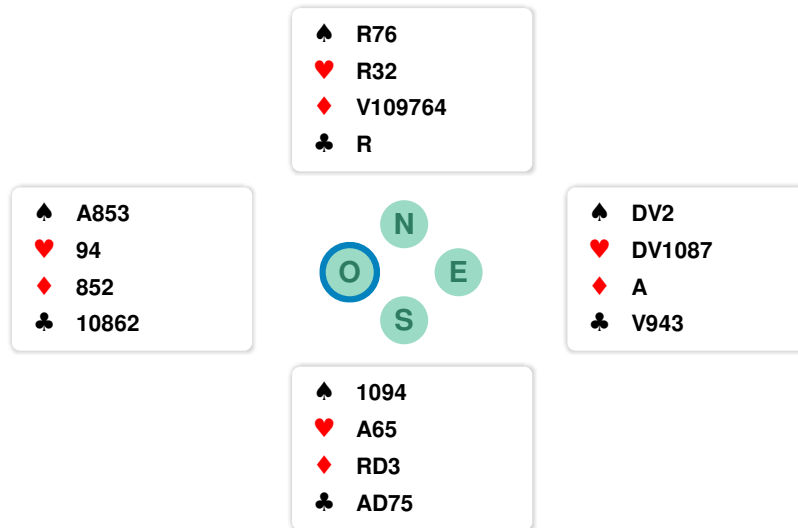 ♠ R76
♥ R32
♦ V109764
♣ R
♠ A853
♥ 94
♦ 852
♣ 10862
N
O E
S
♠ DV2
♥ DV1087
♦ A
♣ V943
♠ 1094
♥ A65
♦ RD3
♣ AD75